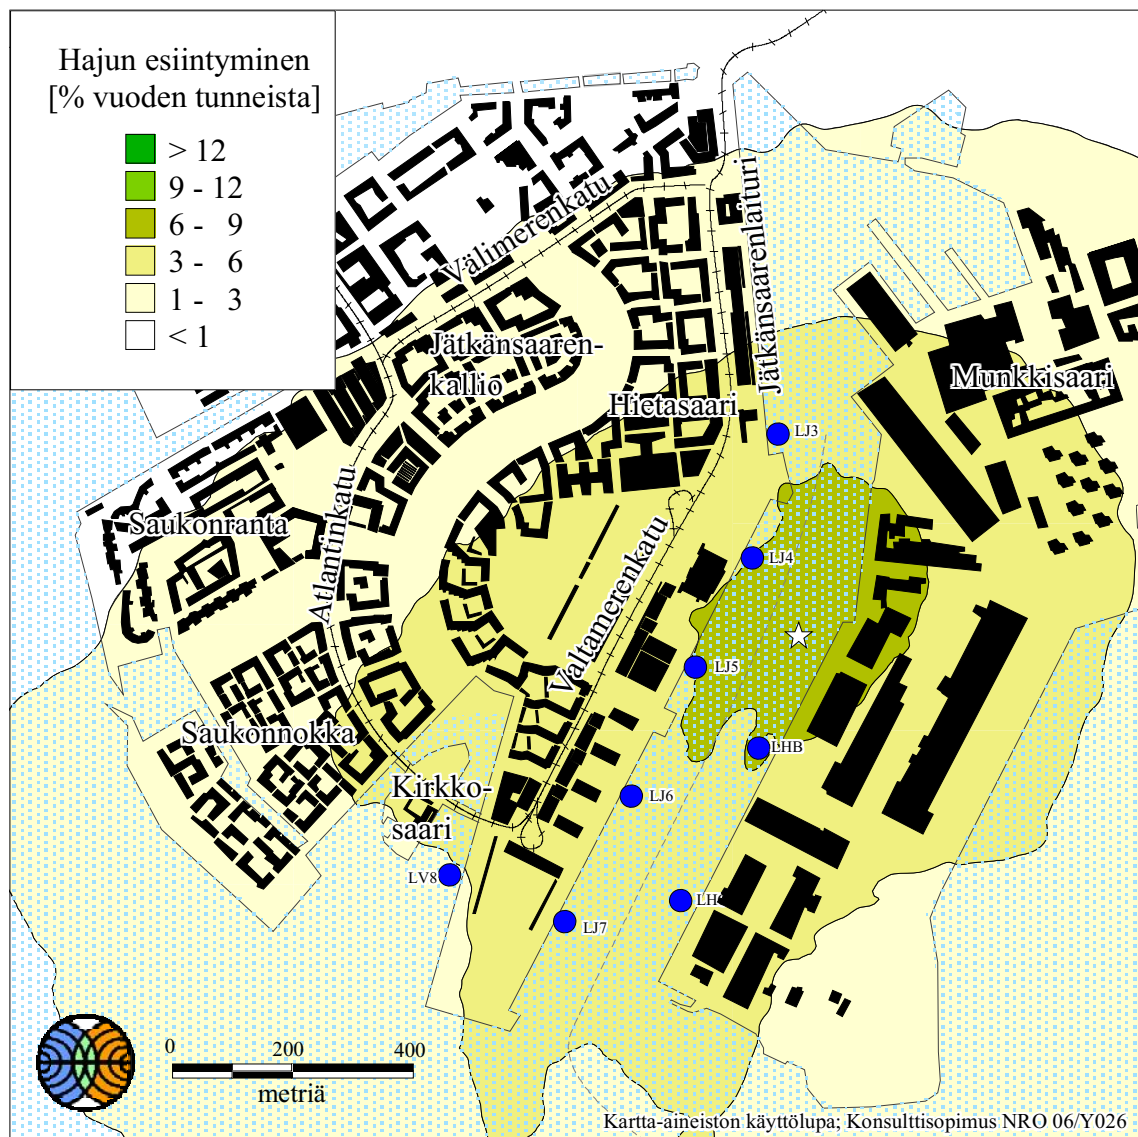 Hajun esiintyminen
[% vuoden tunneista]
> 12
9 - 12
6 - 9
3 - 6
1 - 3
< 1
Välimerenkatu
Jätkänsaarenlaituri
Jätkänsaaren-
kallio
Munkkisaari
Hietasaari
LJ3
Saukonranta
Atlantinkatu
Valtamerenkatu
LJ4
LJ5
Saukonnokka
LHB
Kirkko-
saari
LJ6
LV8
LH
LJ7
0 200 400
metriä
Kartta-aineiston käyttölupa; Konsulttisopimus NRO 06/Y026